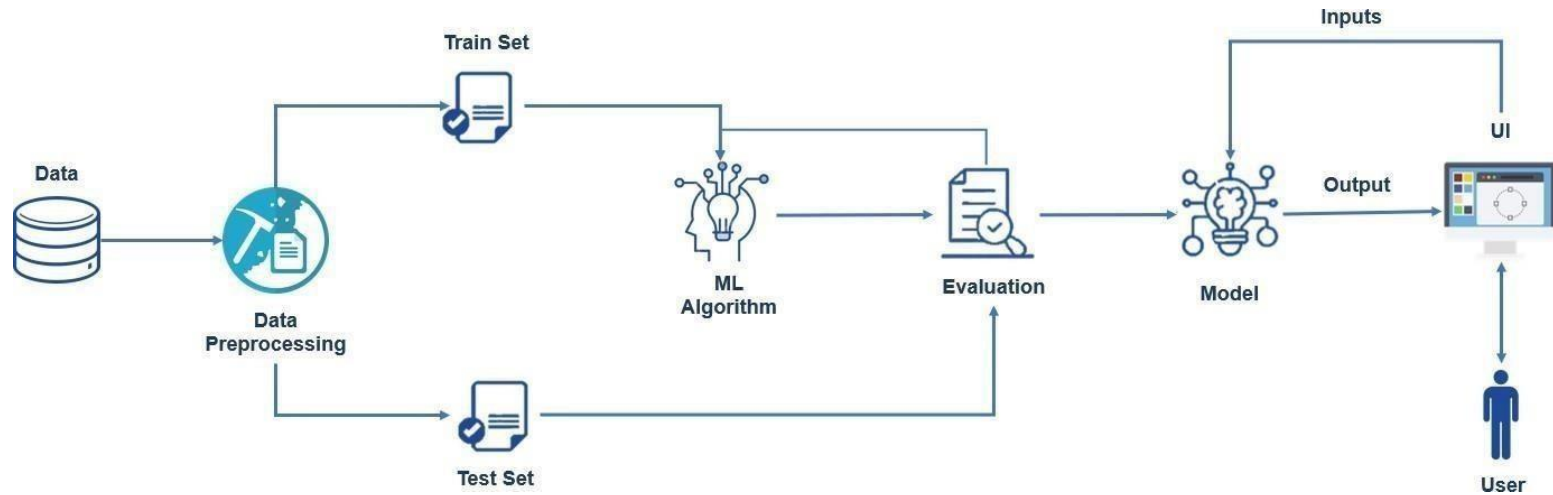 Inputs
Train Set
UI
Data
Output
ML
Algorithm
Evaluation
Model
Data
Preprocessing
Test Set
User